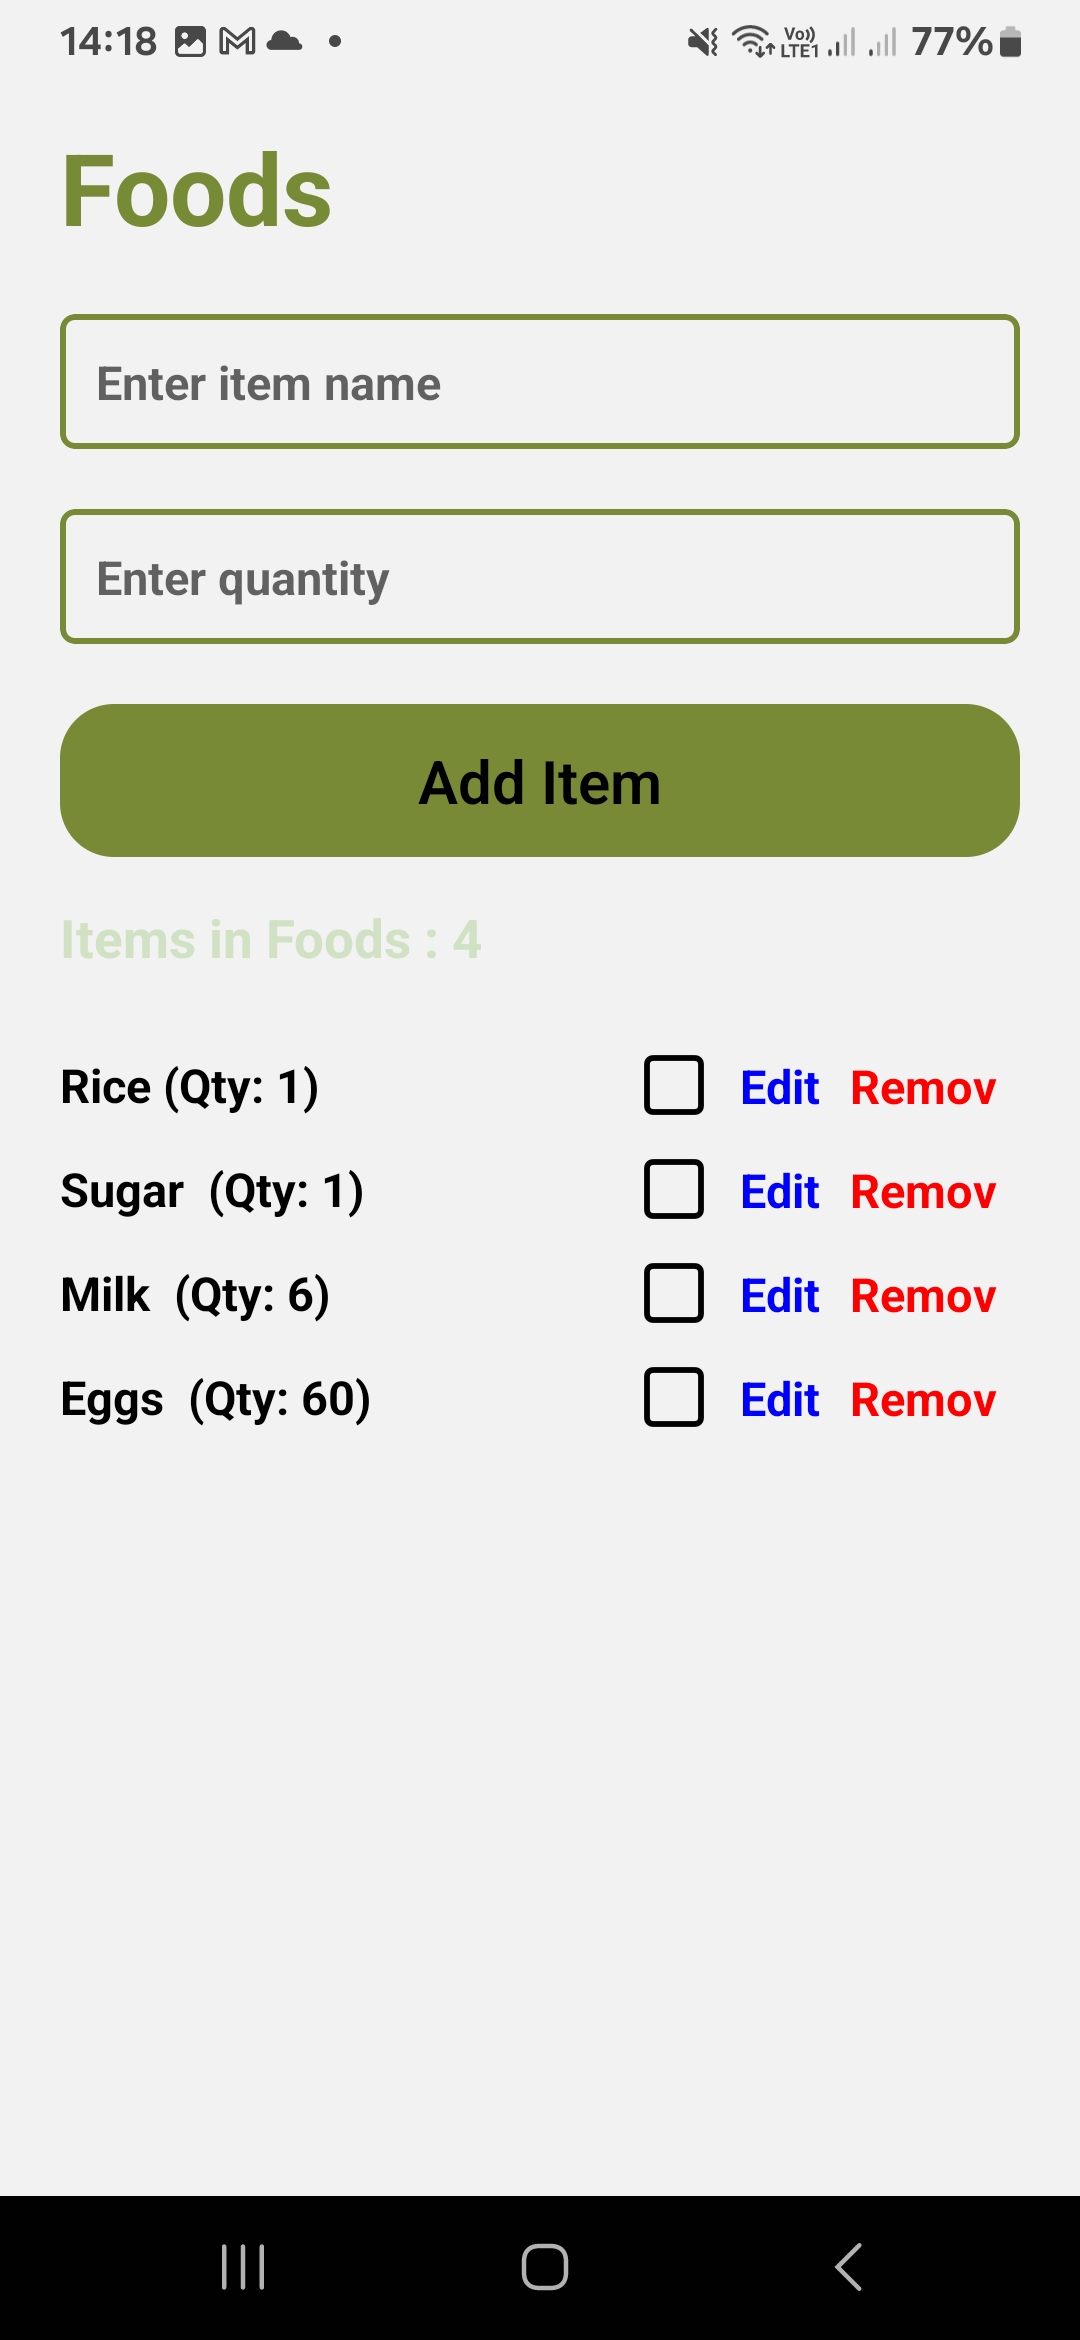 14:18 Vo)) LTE1 77%
Foods
Enter item name
Enter quantity
Add Item
Items in Foods : 4
Rice (Qty: 1) Edit Remov
Sugar (Qty: 1) Edit Remov
Milk (Qty: 6) Edit Remov
Eggs (Qty: 60) Edit Remov